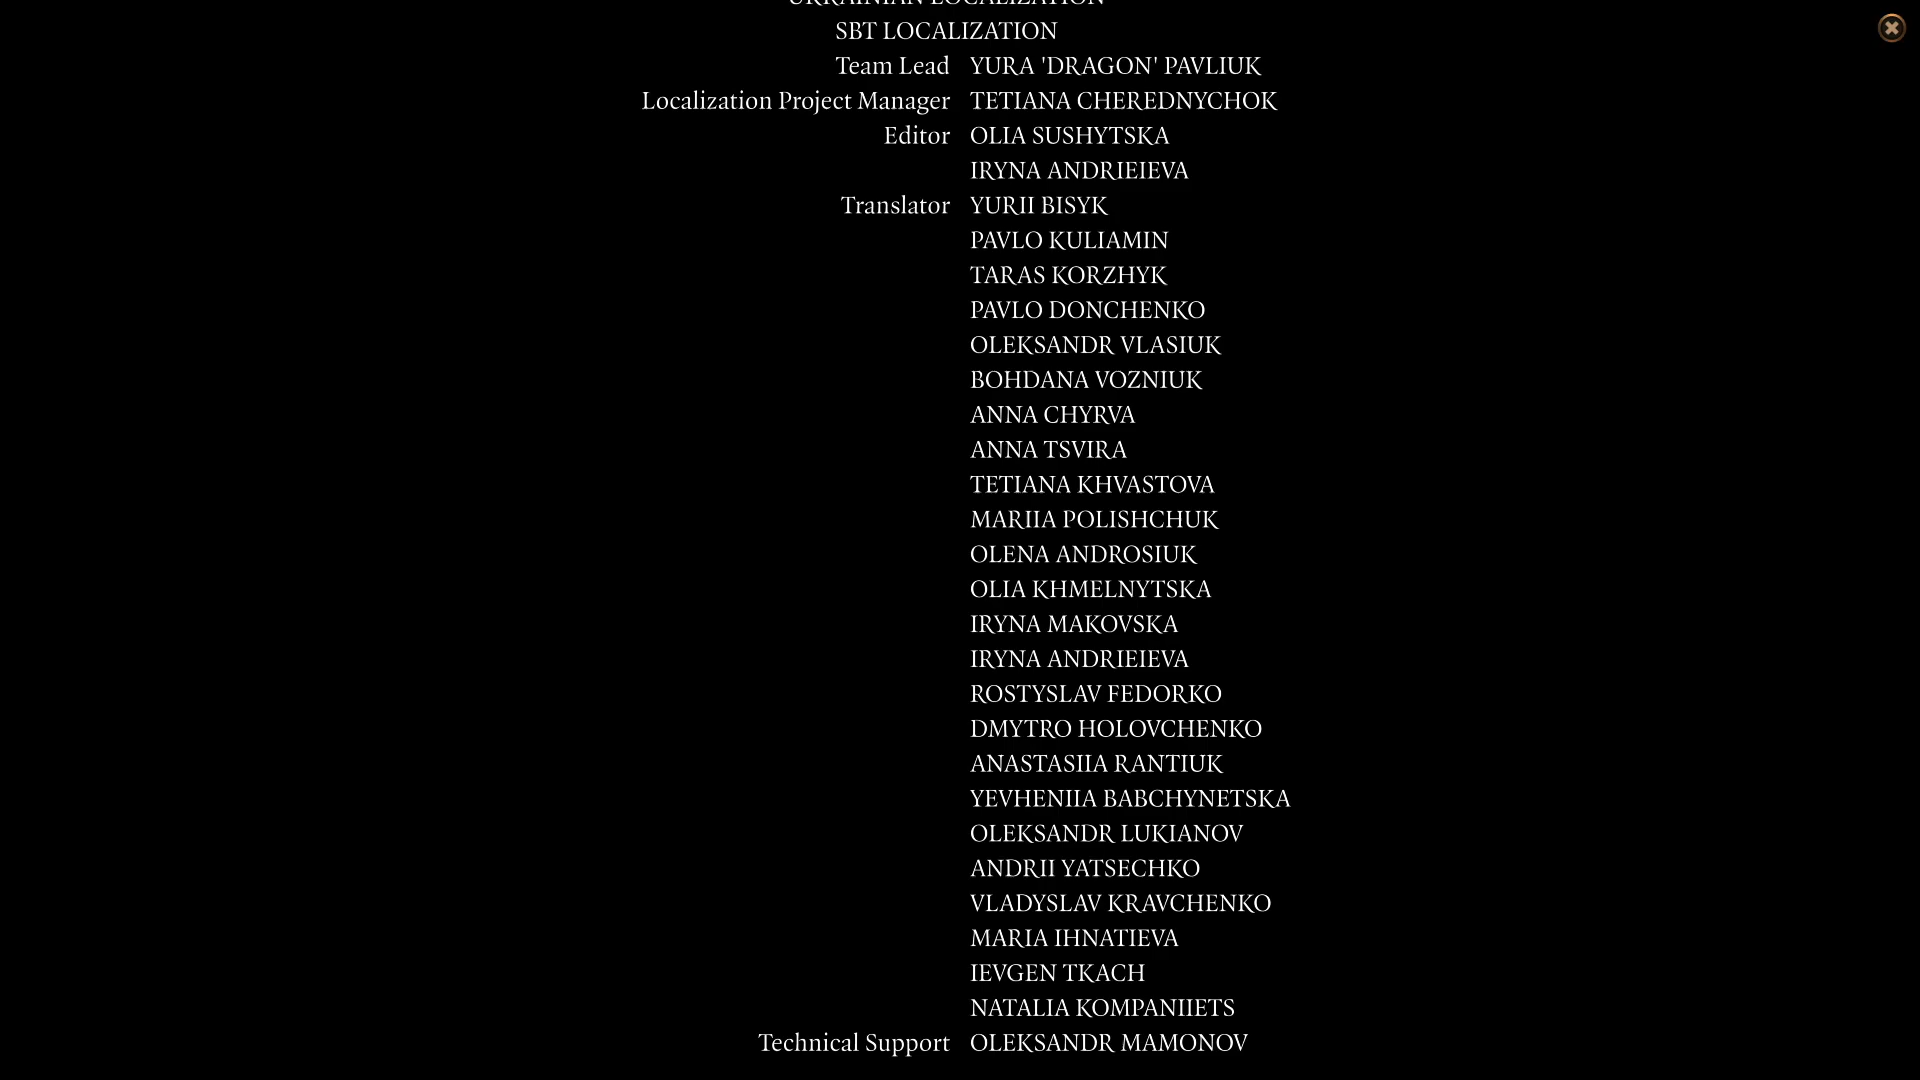 UKRAINIAN LOCALIZATION
SBT LOCALIZATION
Team Lead YURA 'DRAGON' PAVLIUK
Localization Project Manager TETIANA CHEREDNYCHOK
Editor OLIA SUSHYTSKA
IRYNA ANDRIEIEVA
Translator YURII BISYK
PAVLO KULIAMIN
TARAS KORZHYK
PAVLO DONCHENKO
OLEKSANDR VLASIUK
BOHDANA VOZNIUK
ANNA CHYRVA
ANNA TSVIRA
TETIANA KHVASTOVA
MARIIA POLISHCHUK
OLENA ANDROSIUK
OLIA KHMELNYTSKA
IRYNA MAKOVSKA
IRYNA ANDRIEIEVA
ROSTYSLAV FEDORKO
DMYTRO HOLOVCHENKO
ANASTASIIA RANTIUK
YEVHENIIA BABCHYNETSKA
OLEKSANDR LUKIANOV
ANDRII YATSECHKO
VLADYSLAV KRAVCHENKO
MARIA IHNATIEVA
IEVGEN TKACH
NATALIA KOMPANIIETS
Technical Support OLEKSANDR MAMONOV